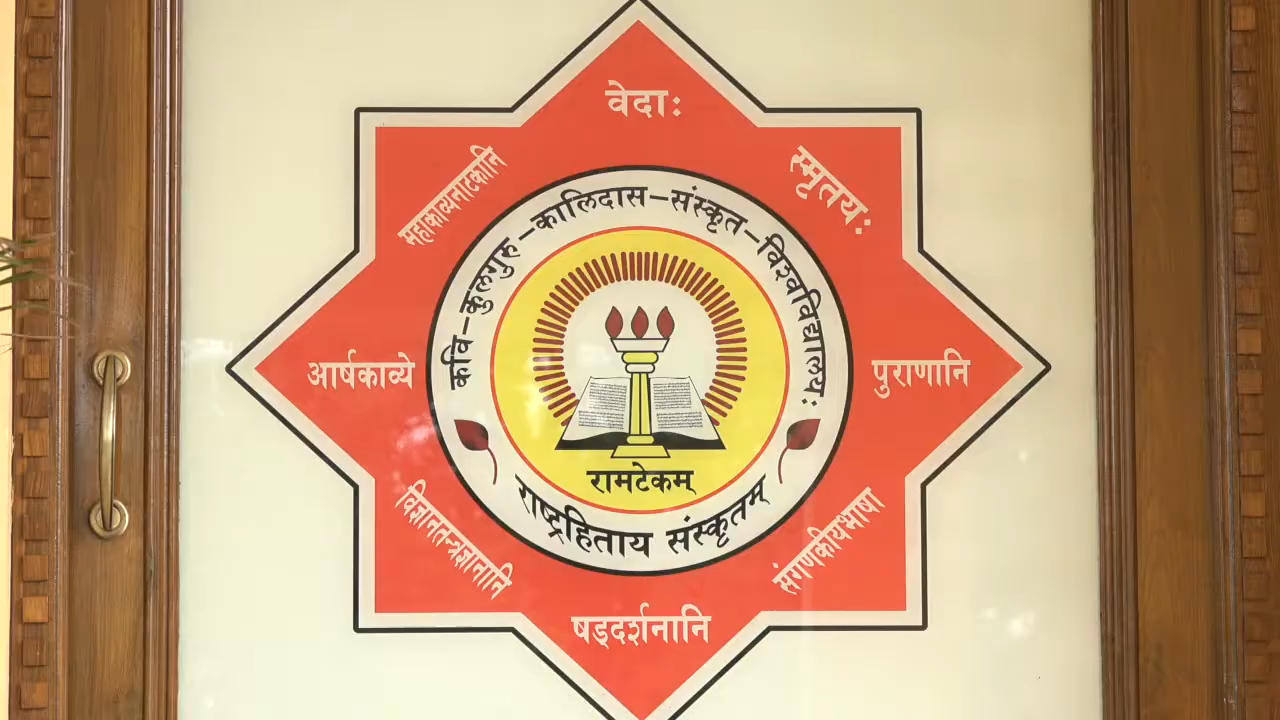 वेदाः
स्मृतयः
पुराणानि
संगणकीयभाषा
षड्दर्शनानि
विज्ञानतन्त्रज्ञानानि
आर्षकाव्ये
महाकाव्यनाटकानि
कवि–कुलगुरु–कालिदास–संस्कृत–विश्वविद्यालयः
रामटेकम्
राष्ट्रहिताय संस्कृतम्